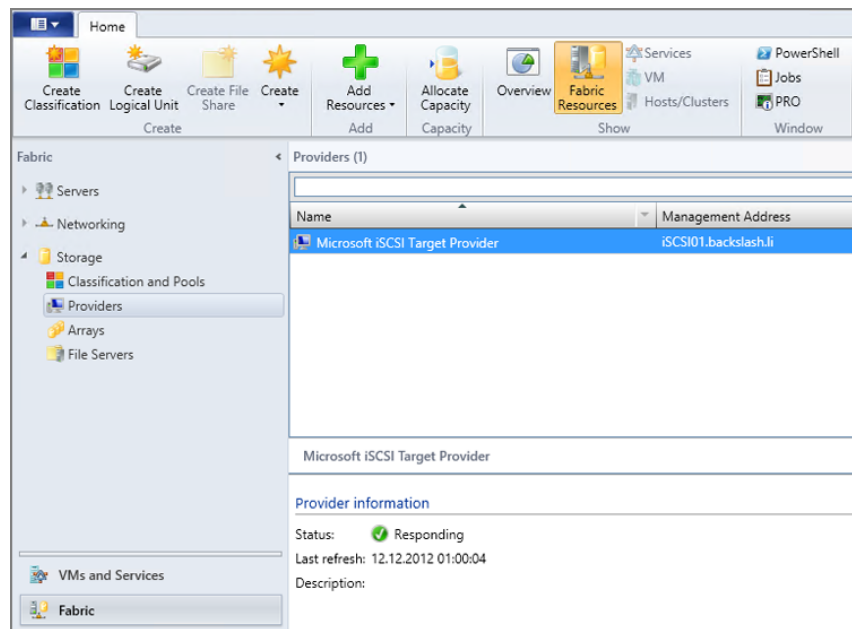 Home
Create Classification
Create Logical Unit
Create File Share
Create
Create
Add Resources
Add
Allocate Capacity
Capacity
Overview
Fabric Resources
Services
VM
Hosts/Clusters
Show
PowerShell
Jobs
PRO
Window
Fabric
Servers
Networking
Storage
Classification and Pools
Providers
Arrays
File Servers
VMs and Services
Fabric
Providers (1)
Name
Management Address
Microsoft iSCSI Target Provider
iSCSI01.backslash.li
Microsoft iSCSI Target Provider
Provider information
Status: Responding
Last refresh: 12.12.2012 01:00:04
Description: